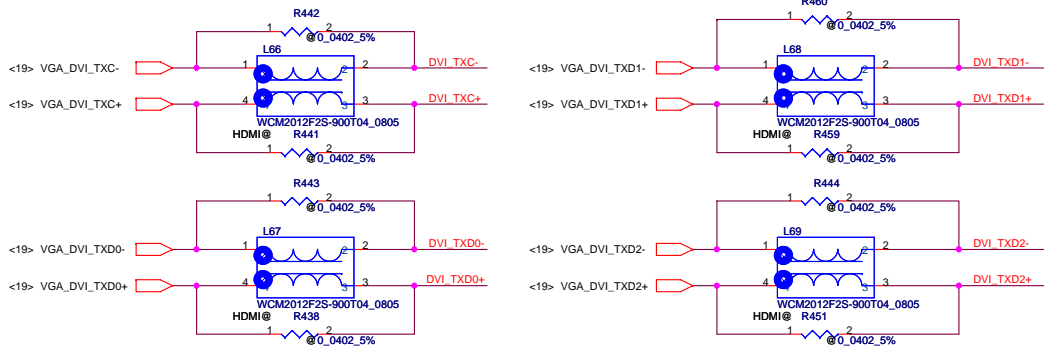 R442
1 2
@0_0402_5%
<19> VGA_DVI_TXC-
L66
1 2 2
DVI_TXC-
<19> VGA_DVI_TXC+
4 3 3
DVI_TXC+
WCM2012F2S-900T04_0805
HDMI@
R441
1 2
@0_0402_5%
R460
1 2
@0_0402_5%
<19> VGA_DVI_TXD1-
L68
1 2 2
DVI_TXD1-
<19> VGA_DVI_TXD1+
4 3 3
DVI_TXD1+
WCM2012F2S-900T04_0805
HDMI@
R459
1 2
@0_0402_5%
R443
1 2
@0_0402_5%
<19> VGA_DVI_TXD0-
L67
1 2 2
DVI_TXD0-
<19> VGA_DVI_TXD0+
4 3 3
DVI_TXD0+
WCM2012F2S-900T04_0805
HDMI@
R438
1 2
@0_0402_5%
R444
1 2
@0_0402_5%
<19> VGA_DVI_TXD2-
L69
1 2 2
DVI_TXD2-
<19> VGA_DVI_TXD2+
4 3 3
DVI_TXD2+
WCM2012F2S-900T04_0805
HDMI@
R451
1 2
@0_0402_5%